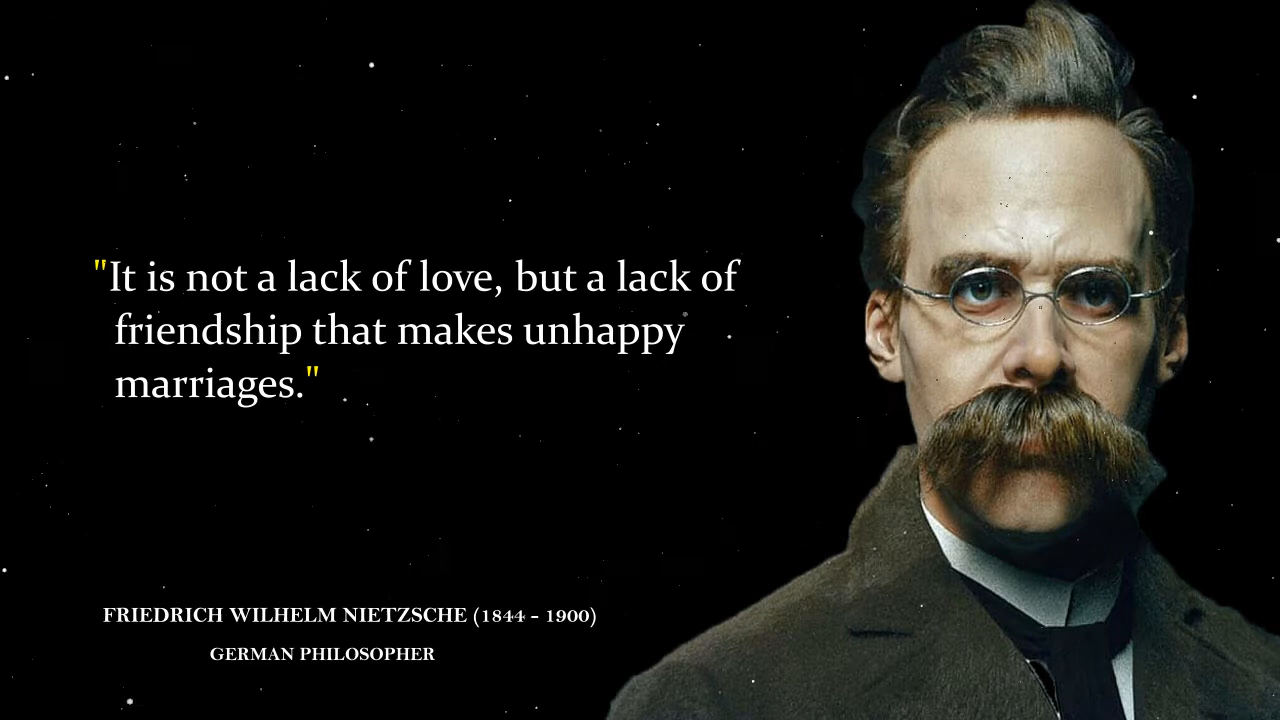 "It is not a lack of love, but a lack of
friendship that makes unhappy
marriages."
FRIEDRICH WILHELM NIETZSCHE (1844 - 1900)
GERMAN PHILOSOPHER